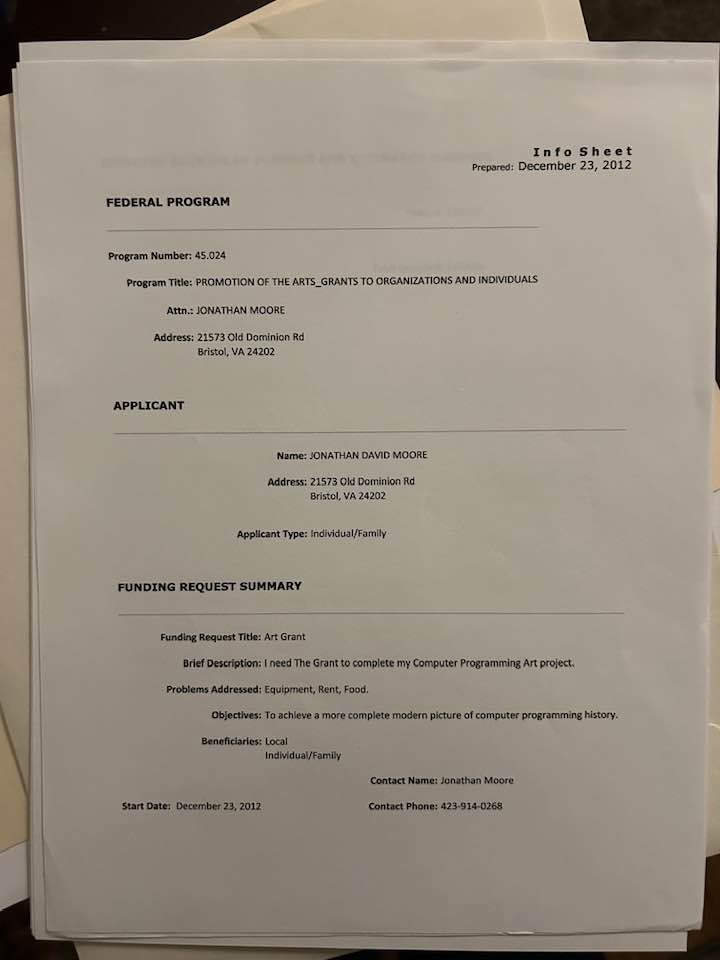 Info Sheet
Prepared: December 23, 2012
FEDERAL PROGRAM
Program Number: 45.024
Program Title: PROMOTION OF THE ARTS_GRANTS TO ORGANIZATIONS AND INDIVIDUALS
Attn.: JONATHAN MOORE
Address: 21573 Old Dominion Rd
Bristol, VA 24202
APPLICANT
Name: JONATHAN DAVID MOORE
Address: 21573 Old Dominion Rd
Bristol, VA 24202
Applicant Type: Individual/Family
FUNDING REQUEST SUMMARY
Funding Request Title: Art Grant
Brief Description: I need The Grant to complete my Computer Programming Art project.
Problems Addressed: Equipment, Rent, Food.
Objectives: To achieve a more complete modern picture of computer programming history.
Beneficiaries: Local
Individual/Family
Contact Name: Jonathan Moore
Start Date: December 23, 2012 Contact Phone: 423-914-0268